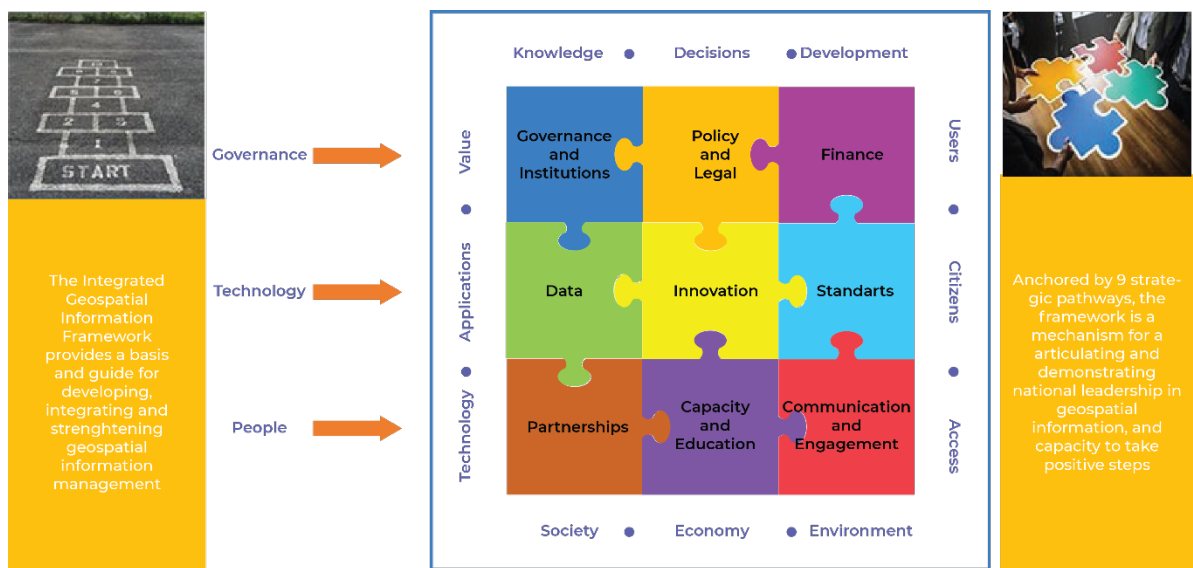 START
1
2 3
4
5 6
7
The Integrated
Geospatial
Information
Framework
provides a basis
and guide for
developing,
integrating and
strenghtening
geospatial
information
management
Governance
Technology
People
Knowledge • Decisions • Development
Value • Applications • Technology
Governance
and
Institutions
Policy
and
Legal
Finance
Data
Innovation
Standarts
Partnerships
Capacity
and
Education
Communication
and
Engagement
Users • Citizens • Access
Society • Economy • Environment
Anchored by 9 strate-
gic pathways, the
framework is a
mechanism for a
articulating and
demonstrating
national leadership in
geospatial
information, and
capacity to take
positive steps